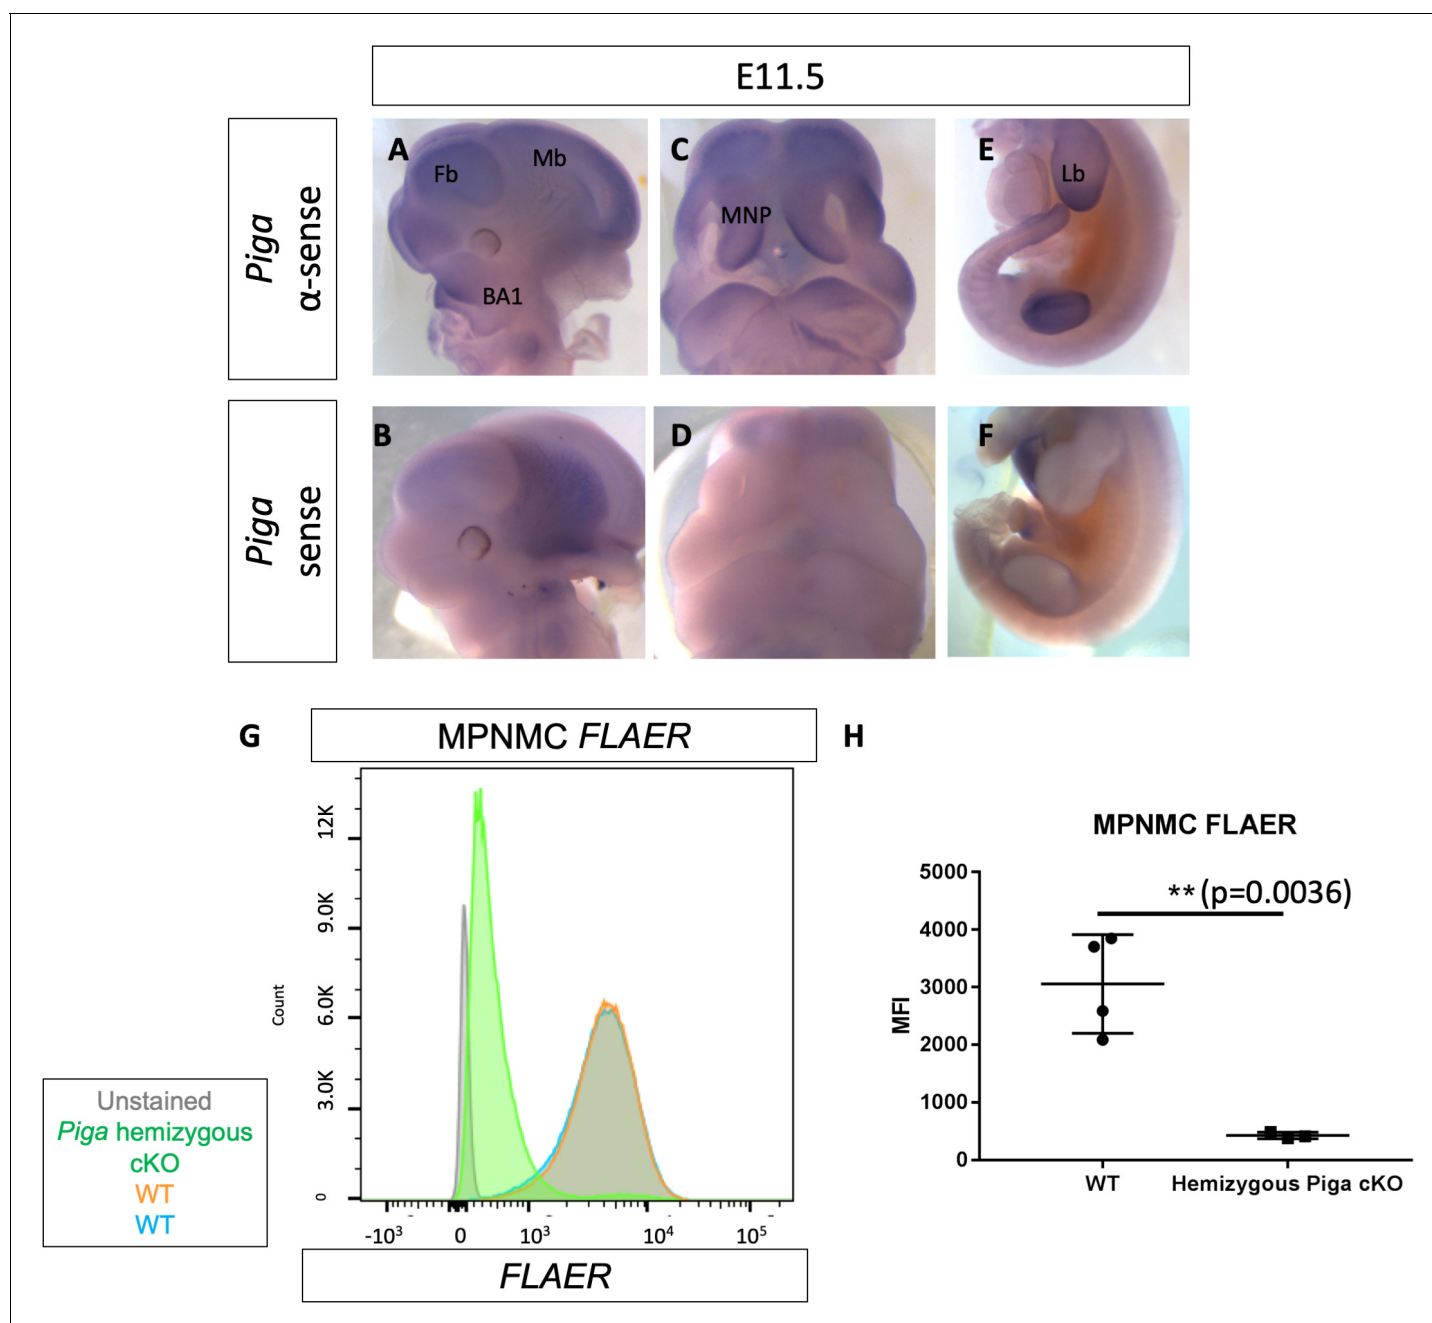 E11.5
Piga
α-sense
A
Fb
Mb
BA1
C
MNP
E
Lb
Piga
sense
B
D
F
G
MPNMC FLAER
12K
9.0K
6.0K
3.0K
0
Count
-10³
0
10³
10⁴
10⁵
FLAER
Unstained
Piga hemizygous
cKO
WT
WT
H
MPNMC FLAER
**(p=0.0036)
5000
4000
3000
2000
1000
0
MFI
WT
Hemizygous Piga cKO